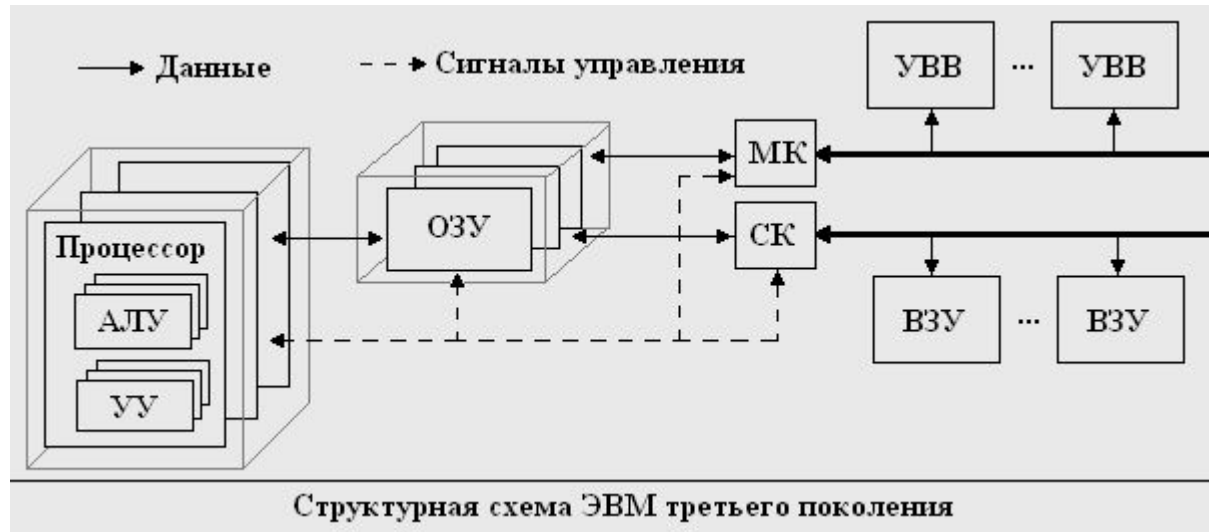 Данные
Сигналы управления
УВВ ... УВВ
МК
ОЗУ
СК
Процессор
АЛУ
УУ
ВЗУ ... ВЗУ
Структурная схема ЭВМ третьего поколения